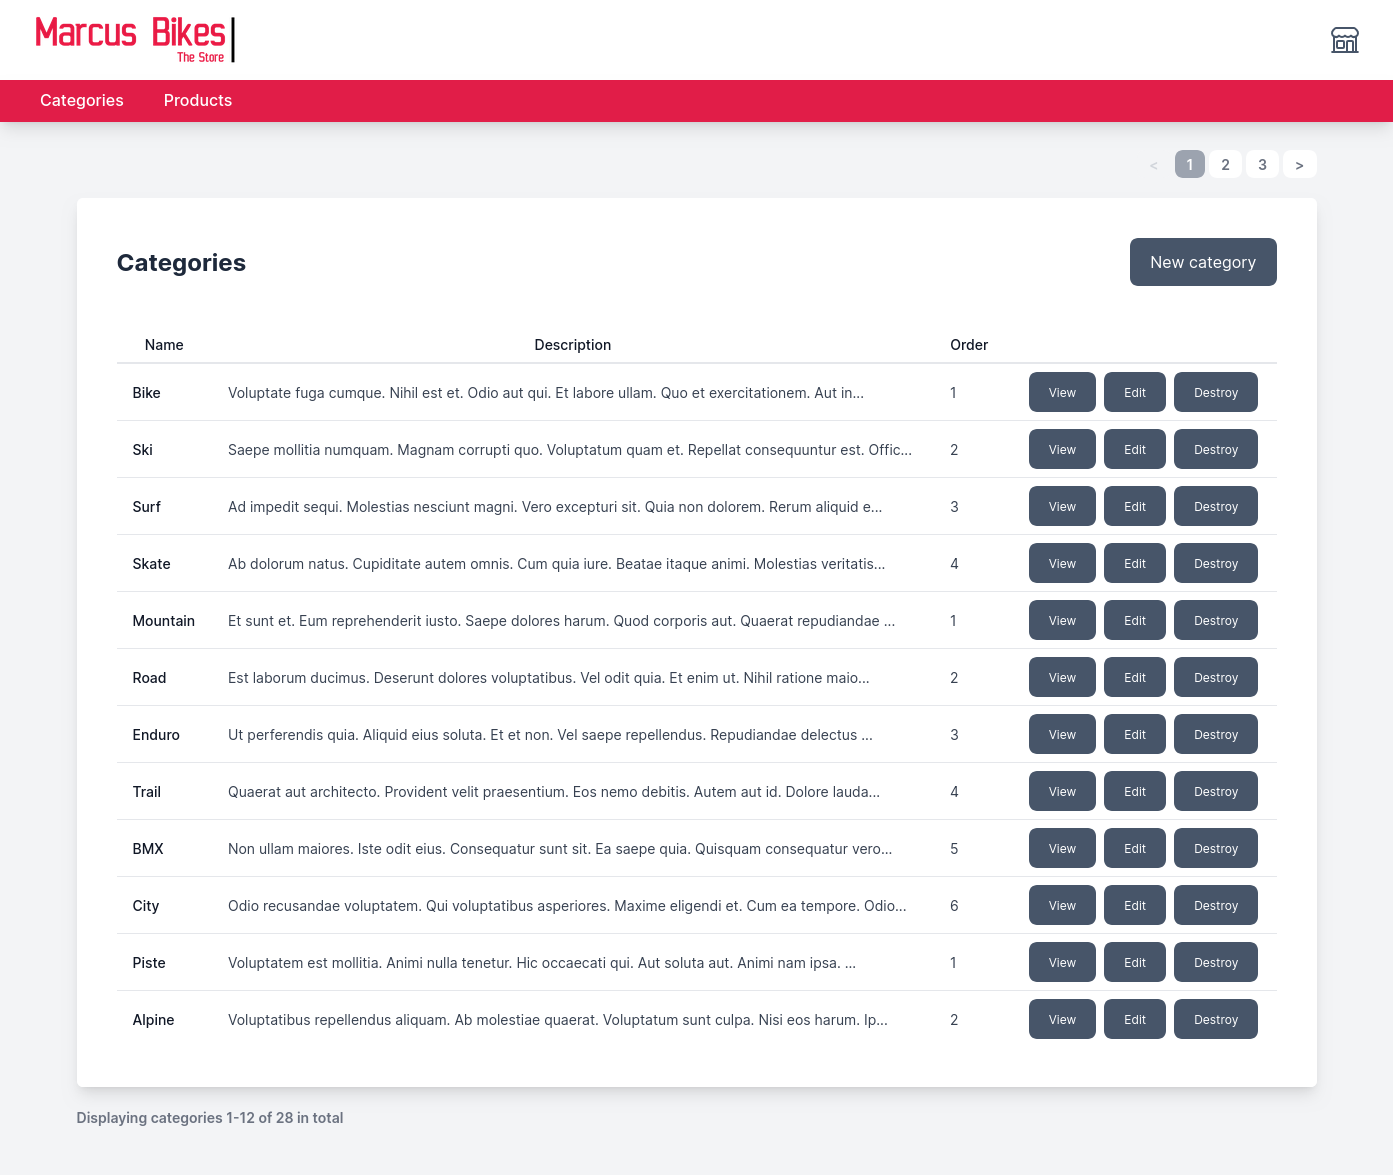 Marcus Bikes
The Store
Categories Products
< 1 2 3 >
Categories New category
Name Description Order
Bike Voluptate fuga cumque. Nihil est et. Odio aut qui. Et labore ullam. Quo et exercitationem. Aut in... 1 View Edit Destroy
Ski Saepe mollitia numquam. Magnam corrupti quo. Voluptatum quam et. Repellat consequuntur est. Offic... 2 View Edit Destroy
Surf Ad impedit sequi. Molestias nesciunt magni. Vero excepturi sit. Quia non dolorem. Rerum aliquid e... 3 View Edit Destroy
Skate Ab dolorum natus. Cupiditate autem omnis. Cum quia iure. Beatae itaque animi. Molestias veritatis... 4 View Edit Destroy
Mountain Et sunt et. Eum reprehenderit iusto. Saepe dolores harum. Quod corporis aut. Quaerat repudiandae ... 1 View Edit Destroy
Road Est laborum ducimus. Deserunt dolores voluptatibus. Vel odit quia. Et enim ut. Nihil ratione maio... 2 View Edit Destroy
Enduro Ut perferendis quia. Aliquid eius soluta. Et et non. Vel saepe repellendus. Repudiandae delectus ... 3 View Edit Destroy
Trail Quaerat aut architecto. Provident velit praesentium. Eos nemo debitis. Autem aut id. Dolore lauda... 4 View Edit Destroy
BMX Non ullam maiores. Iste odit eius. Consequatur sunt sit. Ea saepe quia. Quisquam consequatur vero... 5 View Edit Destroy
City Odio recusandae voluptatem. Qui voluptatibus asperiores. Maxime eligendi et. Cum ea tempore. Odio... 6 View Edit Destroy
Piste Voluptatem est mollitia. Animi nulla tenetur. Hic occaecati qui. Aut soluta aut. Animi nam ipsa. ... 1 View Edit Destroy
Alpine Voluptatibus repellendus aliquam. Ab molestiae quaerat. Voluptatum sunt culpa. Nisi eos harum. Ip... 2 View Edit Destroy
Displaying categories 1-12 of 28 in total